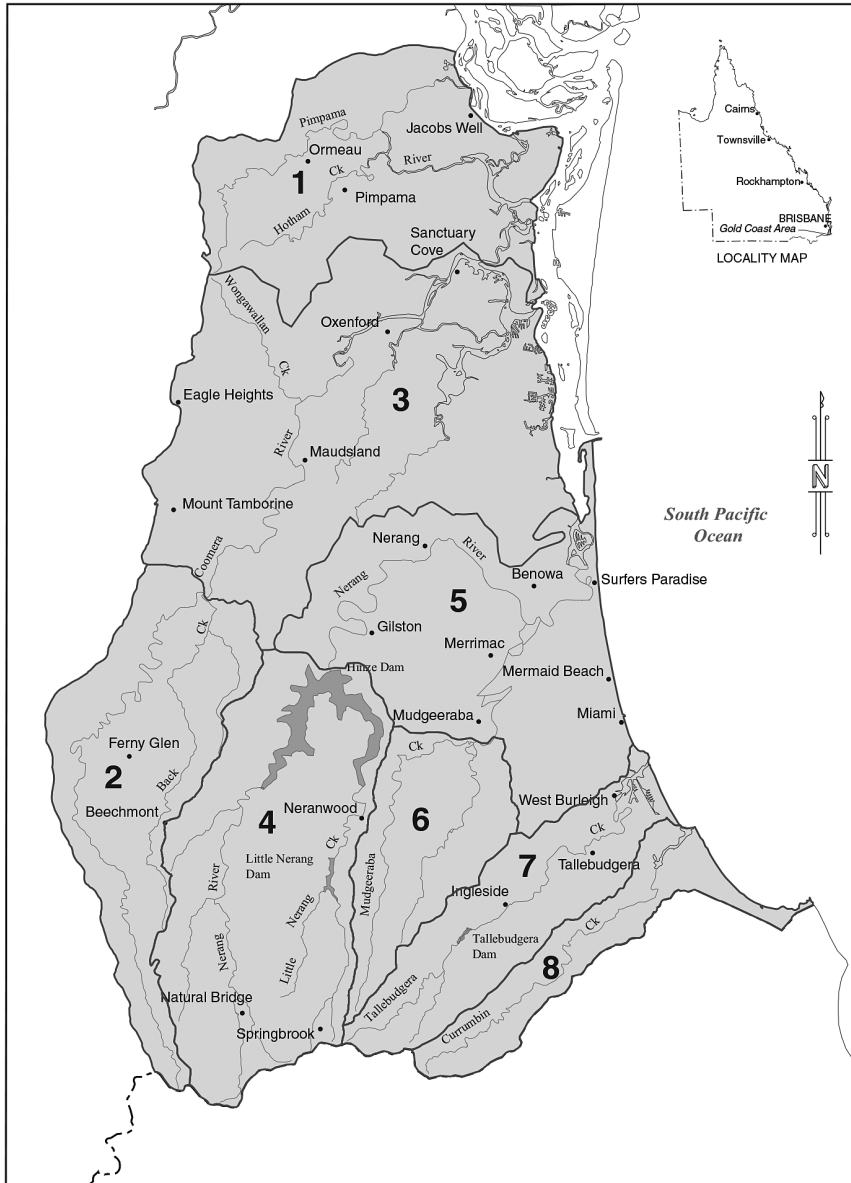 Pimpama
Jacobs Well
Ormeau
River
Ck
1
Pimpama
Hotham
Sanctuary
Cove
Cairns
Townsville
Rockhampton
BRISBANE
Gold Coast Area
LOCALITY MAP
Wongawallan
Oxenford
Ck
Eagle Heights
3
River
Maudsland
N
Mount Tamborine
South Pacific
Ocean
Nerang
River
Coomera
Benowa
Surfers Paradise
Nerang
5
Ck
Gilston
Merrimac
Hinze Dam
Mermaid Beach
Mudgeeraba
Miami
Ferny Glen
Ck
2
Back
Beechmont
West Burleigh
Neranwood
4
6
Ck
Ck
Little Nerang
Dam
7
Tallebudgera
River
Mudgeeraba
Ingleside
Nerang
Ck
Tallebudgera
Dam
Nerang
Little
8
Natural Bridge
Tallebudgera
Springbrook
Currumbin